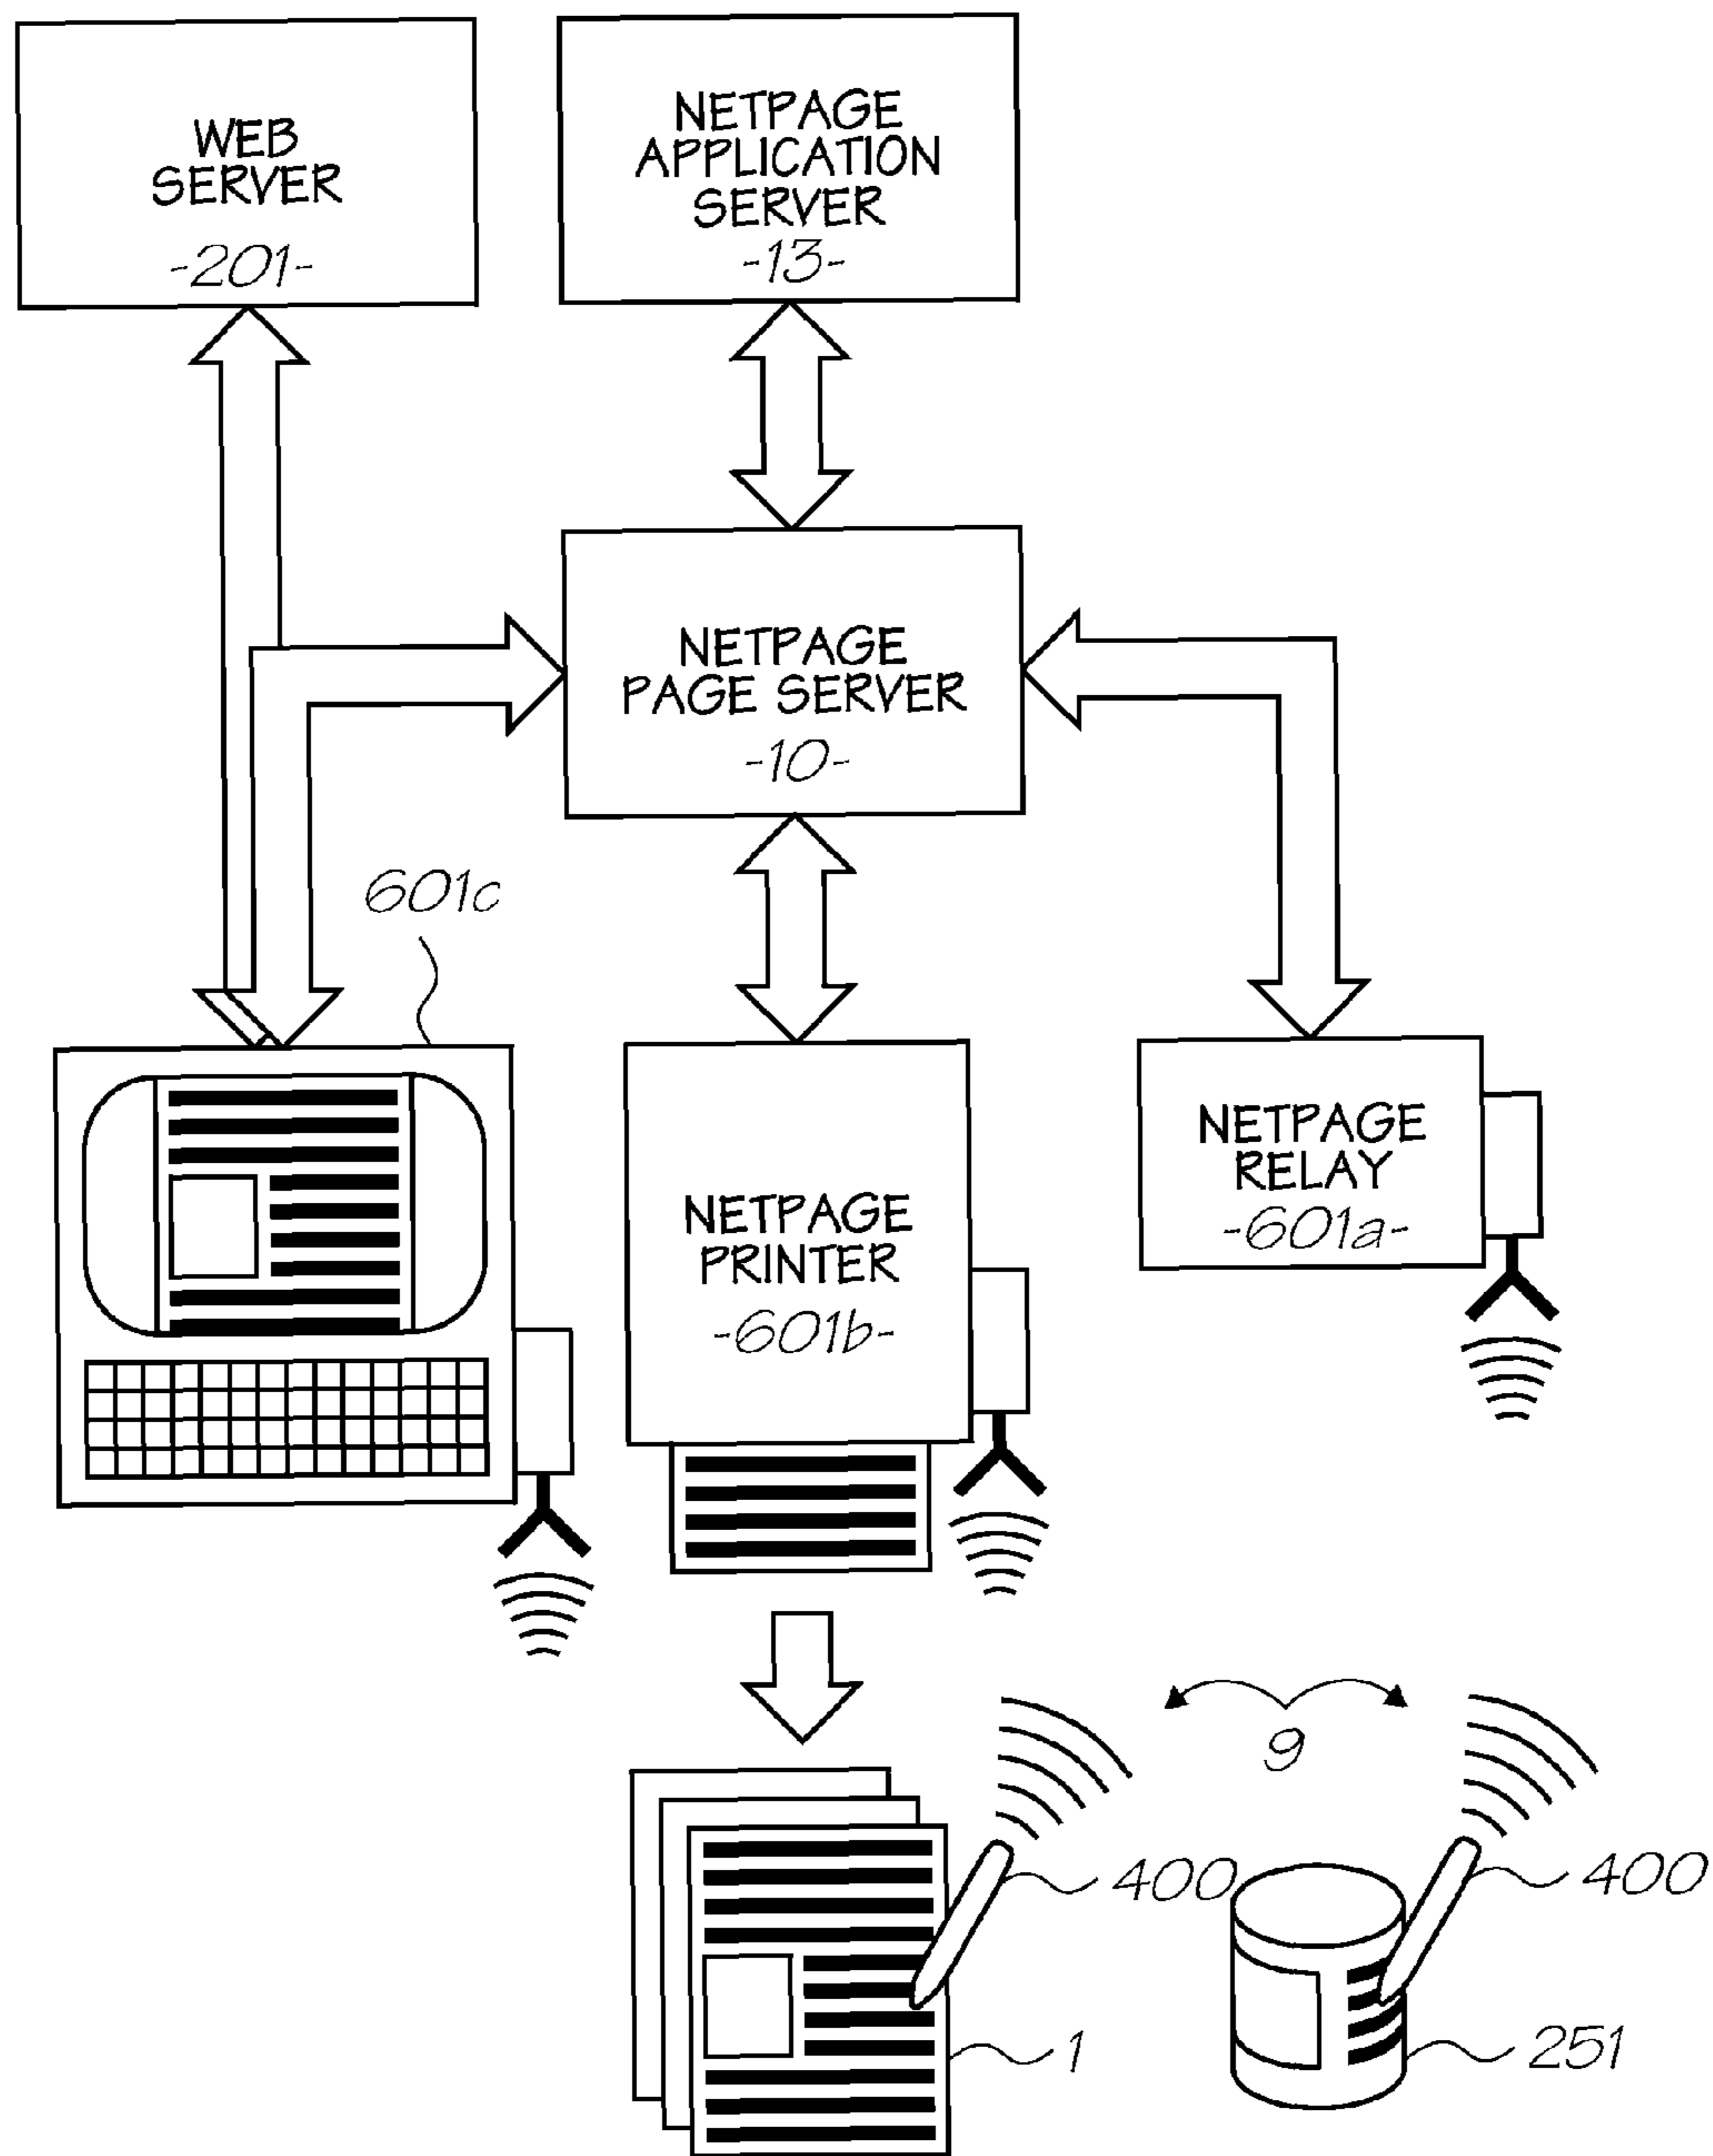 WEB
SERVER
-201-
NETPAGE
APPLICATION
SERVER
-13-
NETPAGE
PAGE SERVER
-10-
601c
NETPAGE
PRINTER
-601b-
NETPAGE
RELAY
-601a-
9
400
400
1
251